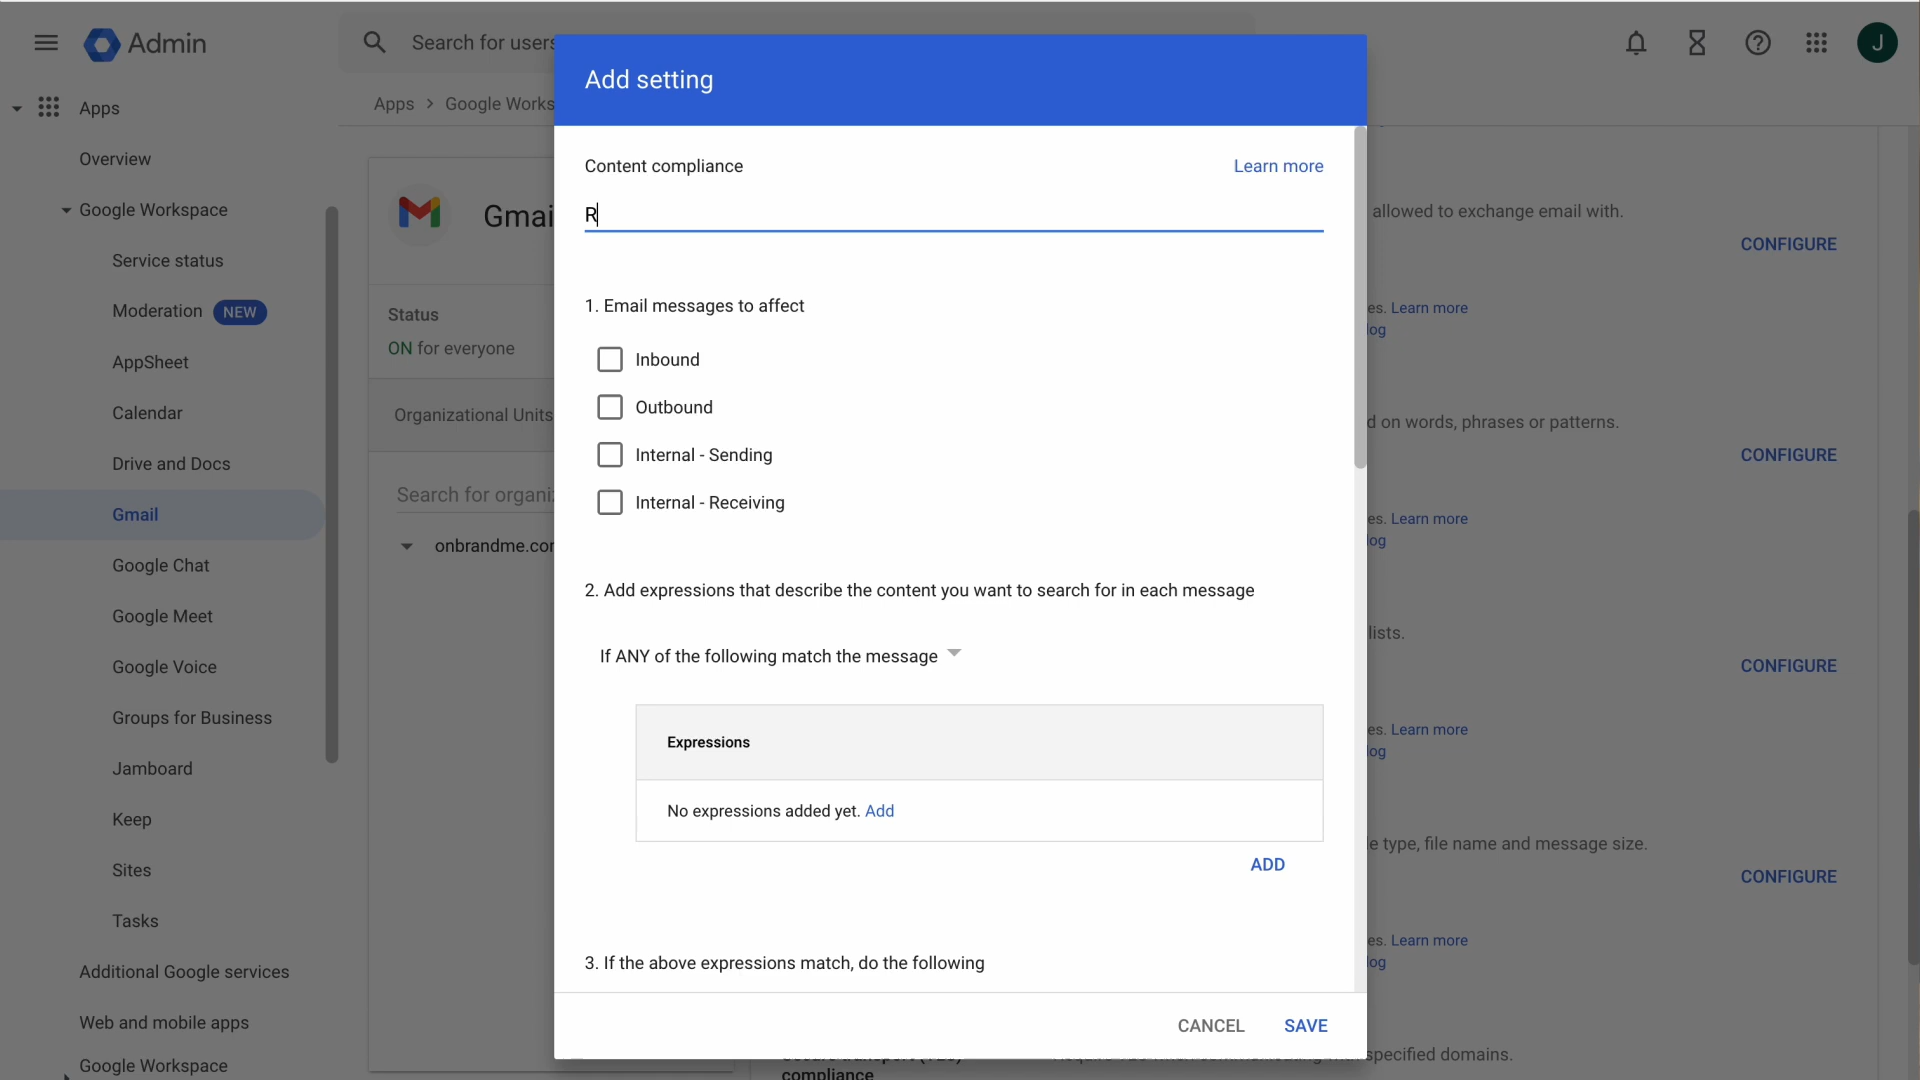 Admin
Search for users
J
Apps
Overview
Google Workspace
Service status
Moderation NEW
AppSheet
Calendar
Drive and Docs
Gmail
Google Chat
Google Meet
Google Voice
Groups for Business
Jamboard
Keep
Sites
Tasks
Additional Google services
Web and mobile apps
Google Workspace
Apps > Google Works
Gmai
Status
ON for everyone
Organizational Units
Search for organi
onbrandme.co
Add setting
Content compliance Learn more
R
1. Email messages to affect
Inbound
Outbound
Internal - Sending
Internal - Receiving
2. Add expressions that describe the content you want to search for in each message
If ANY of the following match the message
Expressions
No expressions added yet. Add
ADD
3. If the above expressions match, do the following
CANCEL SAVE
allowed to exchange email with.
CONFIGURE
es. Learn more
log
d on words, phrases or patterns.
CONFIGURE
es. Learn more
log
lists.
CONFIGURE
es. Learn more
log
e type, file name and message size.
CONFIGURE
es. Learn more
log
specified domains.
compliance